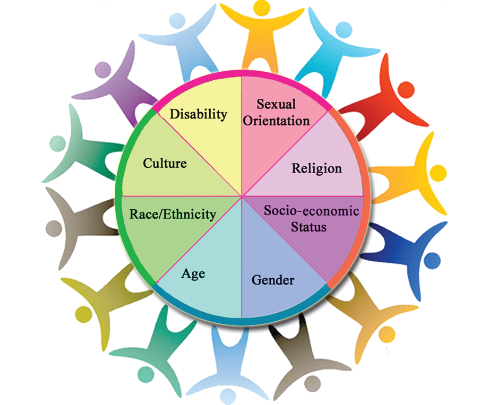 Sexual
Orientation
Religion
Socio-economic
Status
Gender
Age
Race/Ethnicity
Culture
Disability